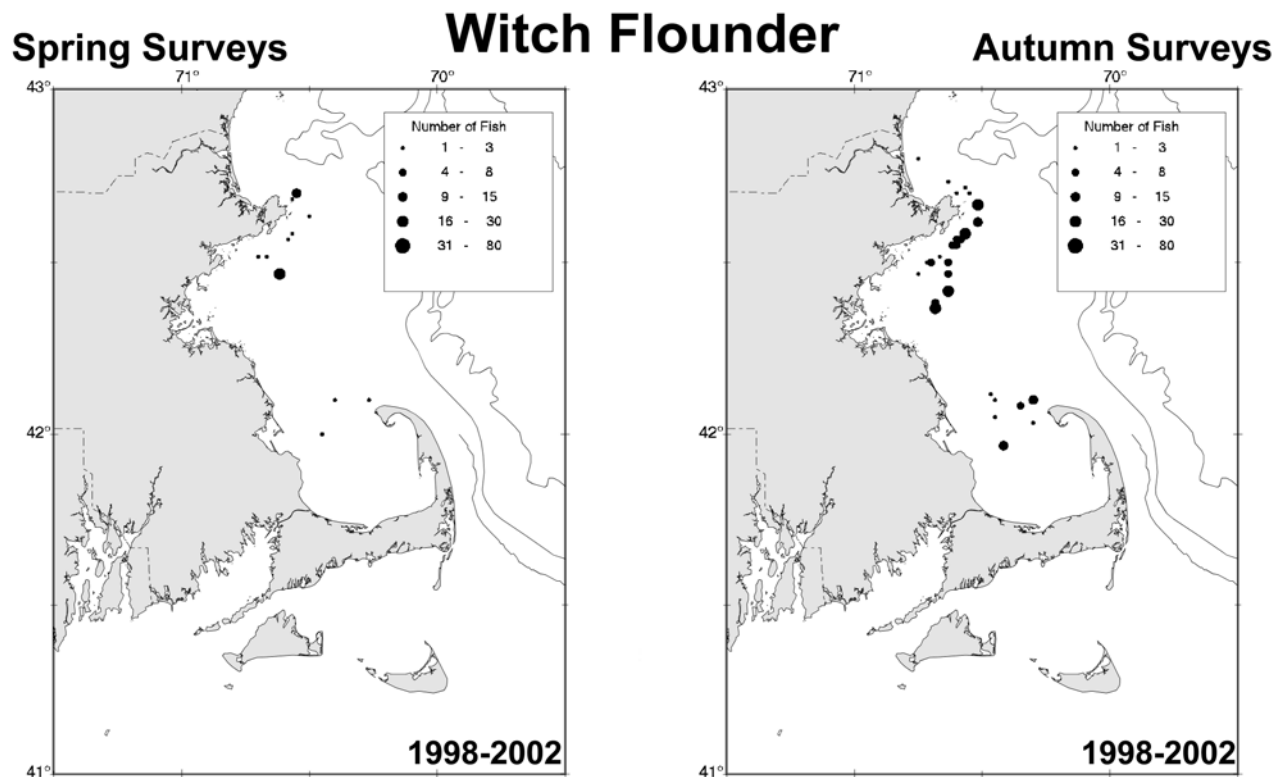 Witch Flounder
Spring Surveys
71°
70°
43°
Number of Fish
1 - 3
4 - 8
9 - 15
16 - 30
31 - 80
42°
41°
1998-2002
Autumn Surveys
71°
70°
43°
Number of Fish
1 - 3
4 - 8
9 - 15
16 - 30
31 - 80
42°
41°
1998-2002